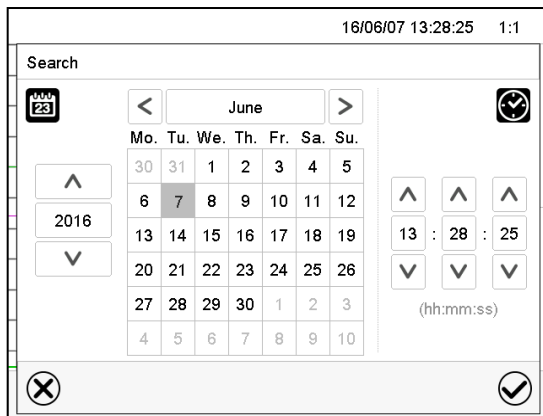 16/06/07 13:28:25 1:1
Search
23
< June >
Mo. Tu. We. Th. Fr. Sa. Su.
30 31 1 2 3 4 5
6 7 8 9 10 11 12
2016
13 14 15 16 17 18 19
13 : 28 : 25
20 21 22 23 24 25 26
27 28 29 30 1 2 3
(hh:mm:ss)
4 5 6 7 8 9 10